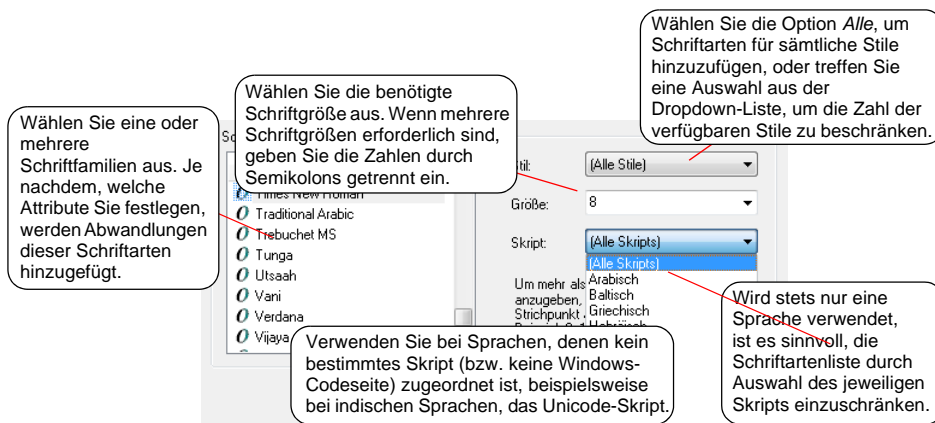 Wählen Sie die Option Alle, um
Schriftarten für sämtliche Stile
hinzuzufügen, oder treffen Sie
eine Auswahl aus der
Dropdown-Liste, um die Zahl der
verfügbaren Stile zu beschränken.
Wählen Sie die benötigte
Schriftgröße aus. Wenn mehrere
Schriftgrößen erforderlich sind,
geben Sie die Zahlen durch
Semikolons getrennt ein.
Wählen Sie eine oder
mehrere
Schriftfamilien aus. Je
nachdem, welche
Attribute Sie festlegen,
werden Abwandlungen
dieser Schriftarten
hinzugefügt.
Times New Roman
Traditional Arabic
Trebuchet MS
Tunga
Utsaah
Vani
Verdana
Vijaya
Stil:
(Alle Stile)
Größe:
8
Skript:
(Alle Skripts)
(Alle Skripts)
Arabisch
Baltisch
Griechisch
Um mehr als
anzugeben,
Strichpunkt
Wird stets nur eine
Sprache verwendet,
ist es sinnvoll, die
Schriftartenliste durch
Auswahl des jeweiligen
Skripts einzuschränken.
Verwenden Sie bei Sprachen, denen kein
bestimmtes Skript (bzw. keine Windows-
Codeseite) zugeordnet ist, beispielsweise
bei indischen Sprachen, das Unicode-Skript.